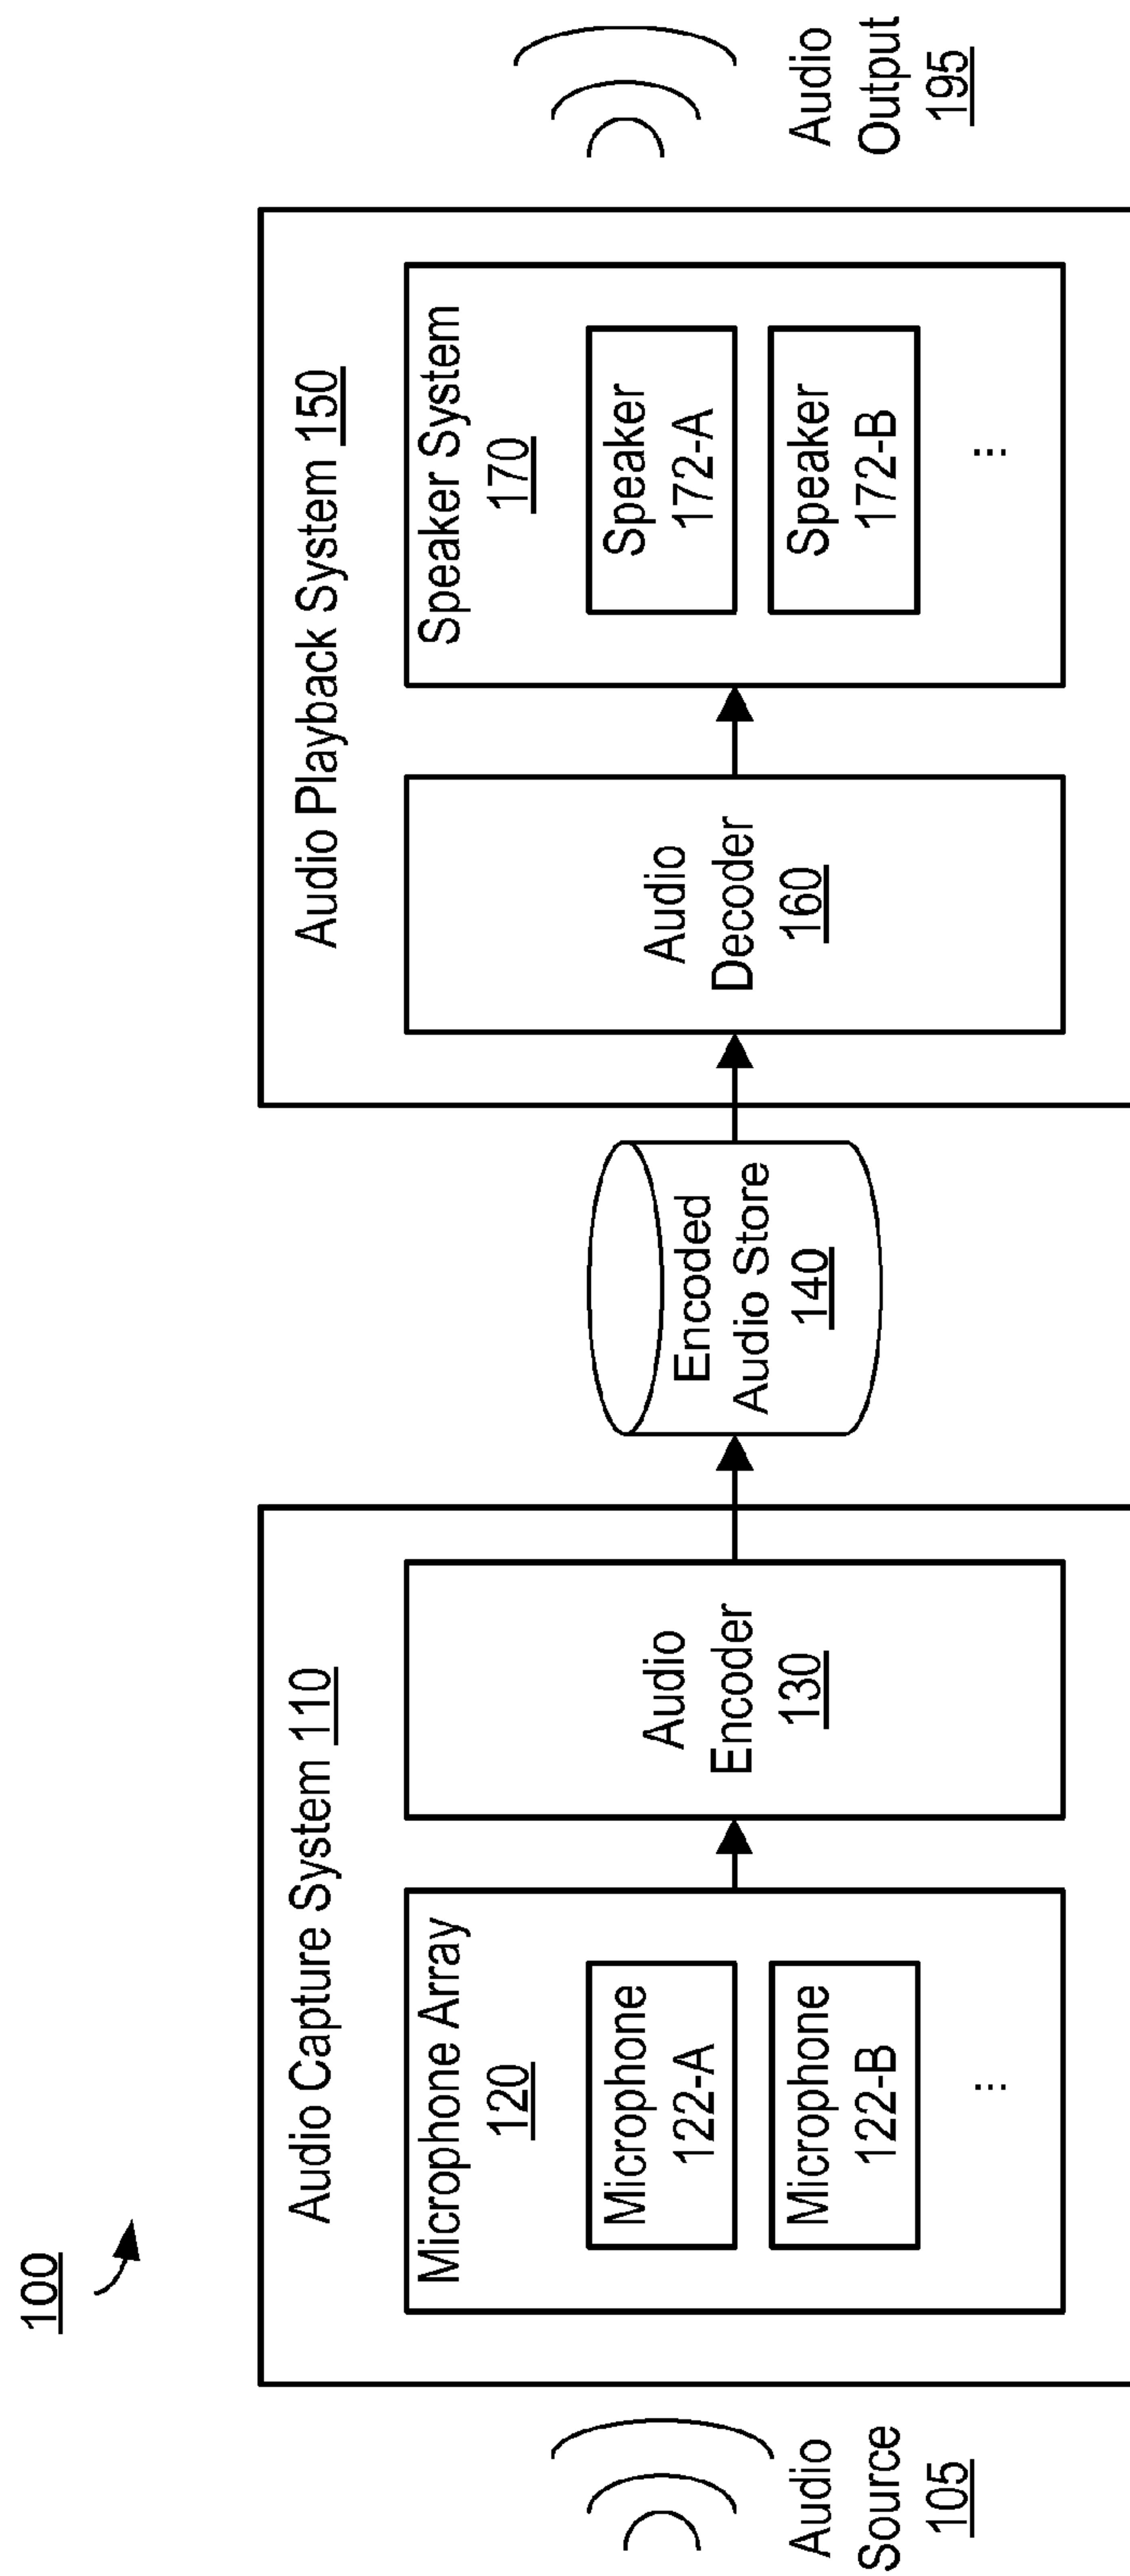 100
Audio Source
105
Audio Capture System 110
Microphone Array
120
Microphone
122-A
Microphone
122-B
...
Audio
Encoder
130
Encoded
Audio Store
140
Audio Playback System 150
Audio
Decoder
160
Speaker System
170
Speaker
172-A
Speaker
172-B
...
Audio
Output
195